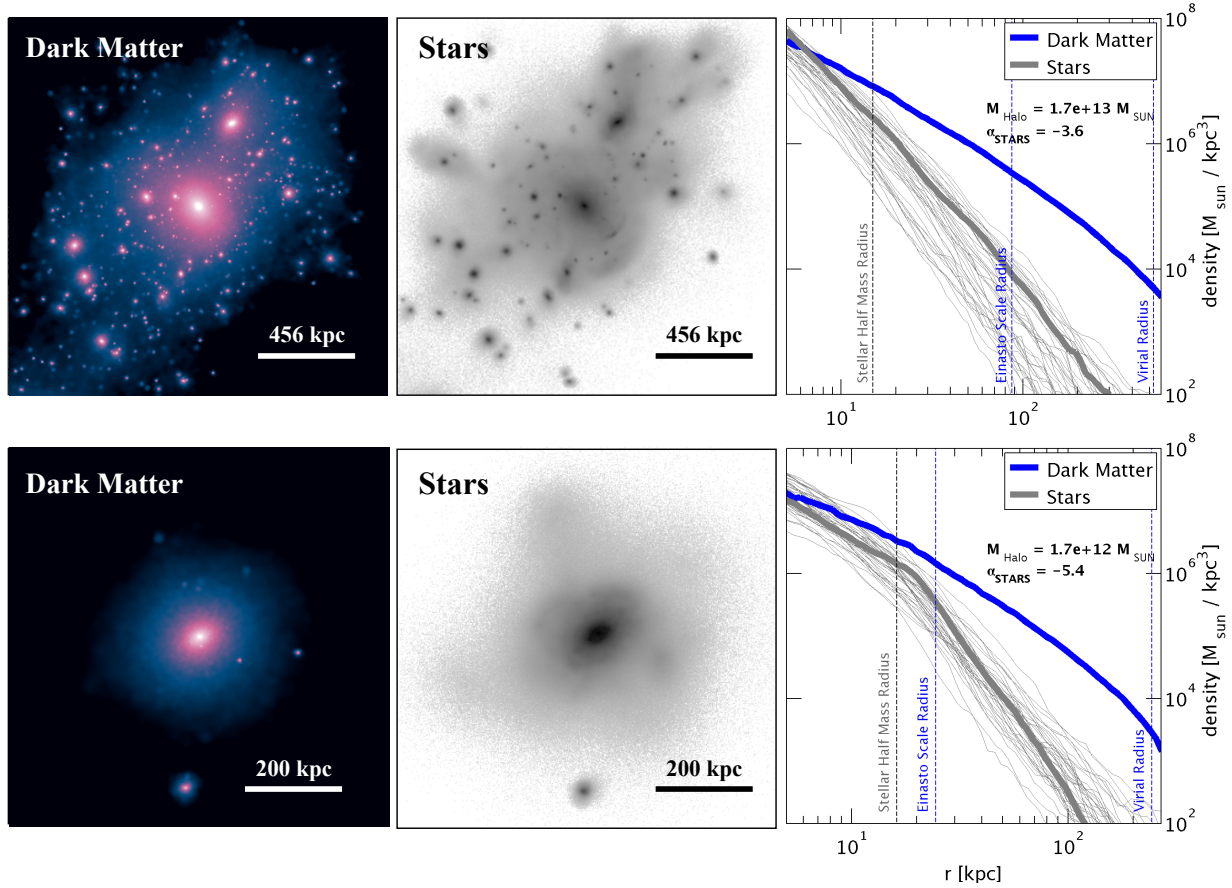 Dark Matter
456 kpc
Stars
456 kpc
Dark Matter
Stars
M Halo = 1.7e+13 M SUN
αSTARS = −3.6
Stellar Half Mass Radius
Einasto Scale Radius
Virial Radius
10^8
10^6
10^4
10^2
density [M_sun / kpc^3]
10^1
10^2
Dark Matter
200 kpc
Stars
200 kpc
Dark Matter
Stars
M Halo = 1.7e+12 M SUN
αSTARS = −5.4
Stellar Half Mass Radius
Einasto Scale Radius
Virial Radius
10^8
10^6
10^4
10^2
density [M_sun / kpc^3]
10^1
10^2
r [kpc]